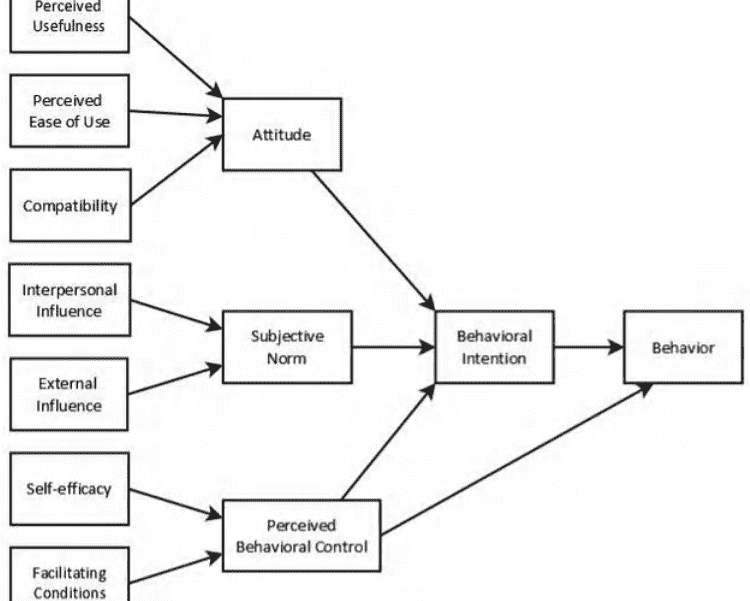 Perceived
Usefulness
Perceived
Ease of Use
Attitude
Compatibility
Interpersonal
Influence
Subjective
Norm
Behavioral
Intention
Behavior
External
Influence
Self-efficacy
Perceived
Behavioral Control
Facilitating
Conditions